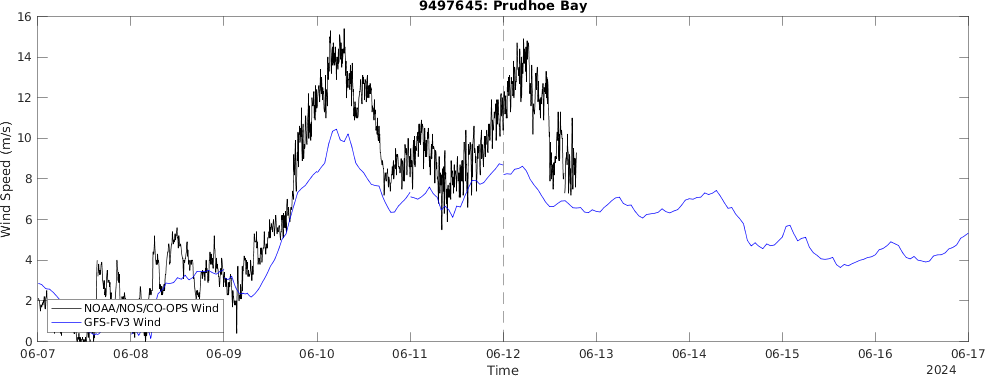 9497645: Prudhoe Bay
Wind Speed (m/s)
16
14
12
10
8
6
4
2
0
NOAA/NOS/CO-OPS Wind
GFS-FV3 Wind
06-07 06-08 06-09 06-10 06-11 06-12 06-13 06-14 06-15 06-16 06-17
Time
2024